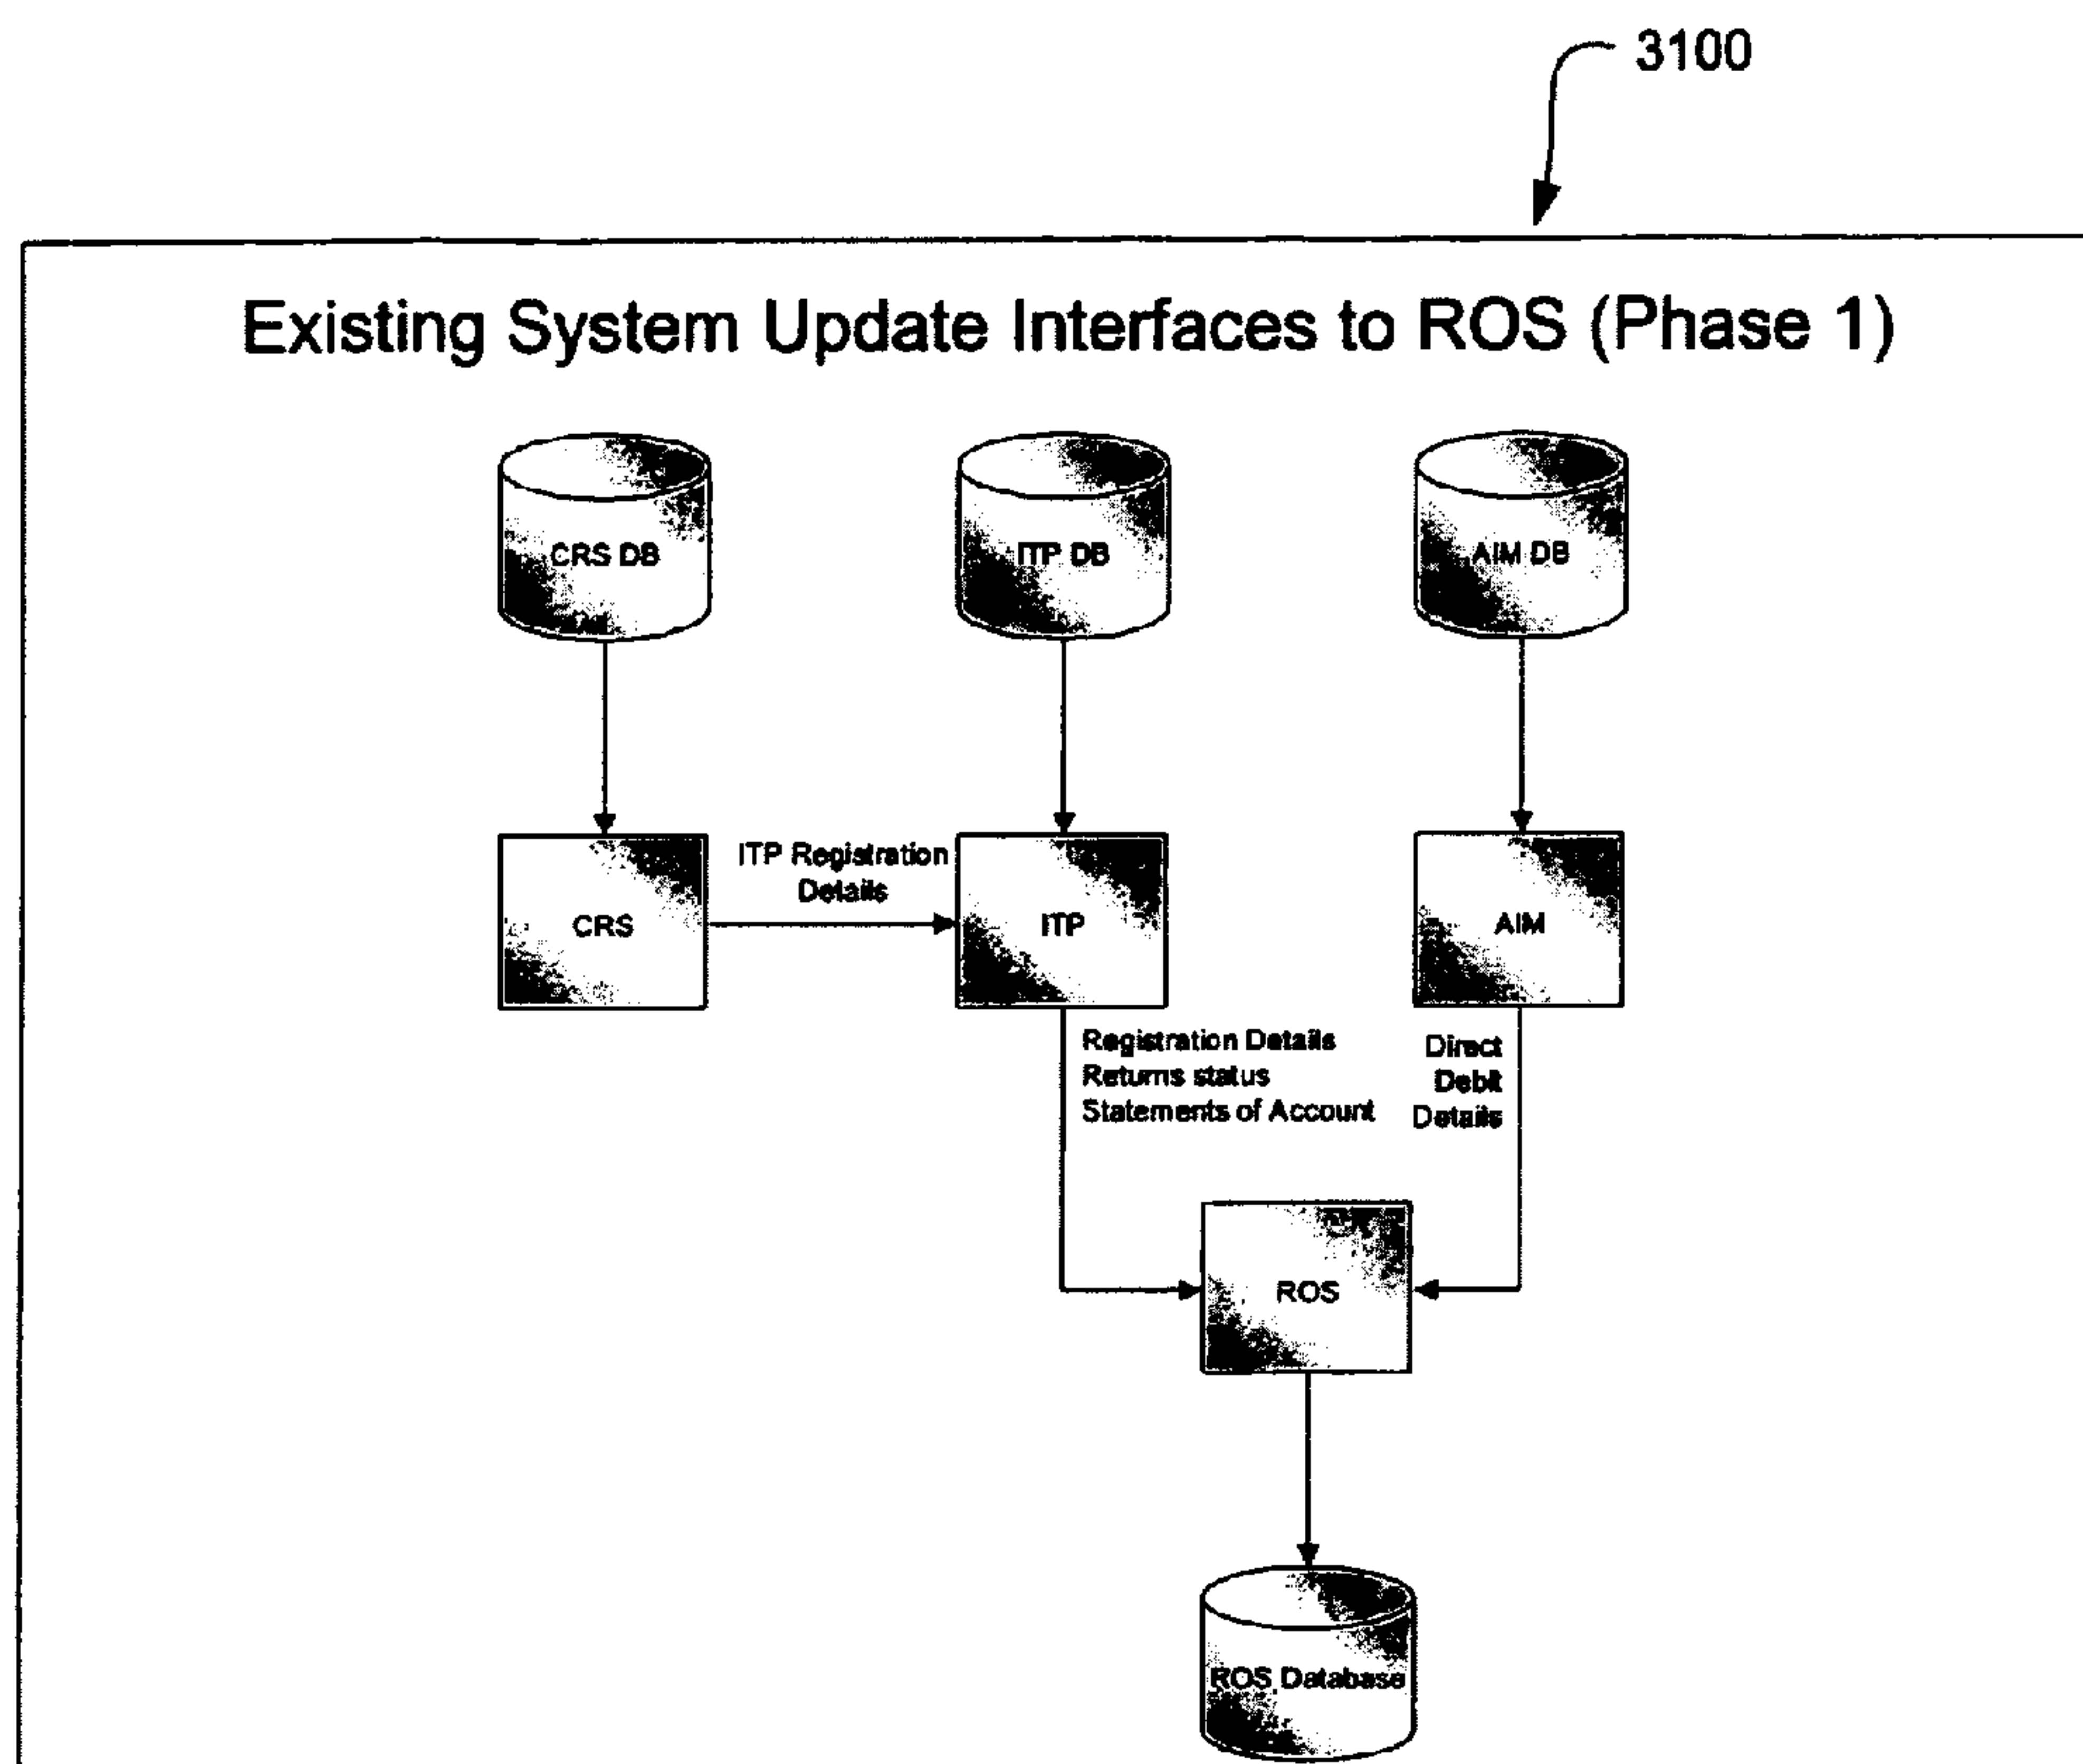 3100
Existing System Update Interfaces to ROS (Phase 1)
CRS DB
ITP DB
AIM DB
ITP Registration
Details
CRS
ITP
AIM
Registration Details
Returns status
Statements of Account
Direct
Debit
Details
ROS
ROS Database